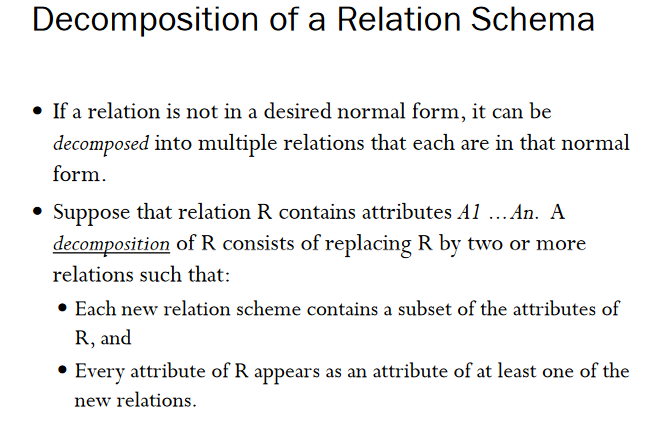 Decomposition of a Relation Schema
• If a relation is not in a desired normal form, it can be
decomposed into multiple relations that each are in that normal
form.
• Suppose that relation R contains attributes A1 ... An. A
decomposition of R consists of replacing R by two or more
relations such that:
• Each new relation scheme contains a subset of the attributes of
R, and
• Every attribute of R appears as an attribute of at least one of the
new relations.